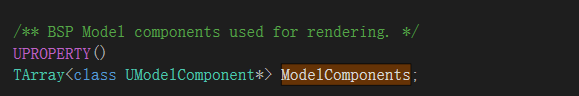 /** BSP Model components used for rendering. */
UPROPERTY()
TArray<class UModelComponent*> ModelComponents;